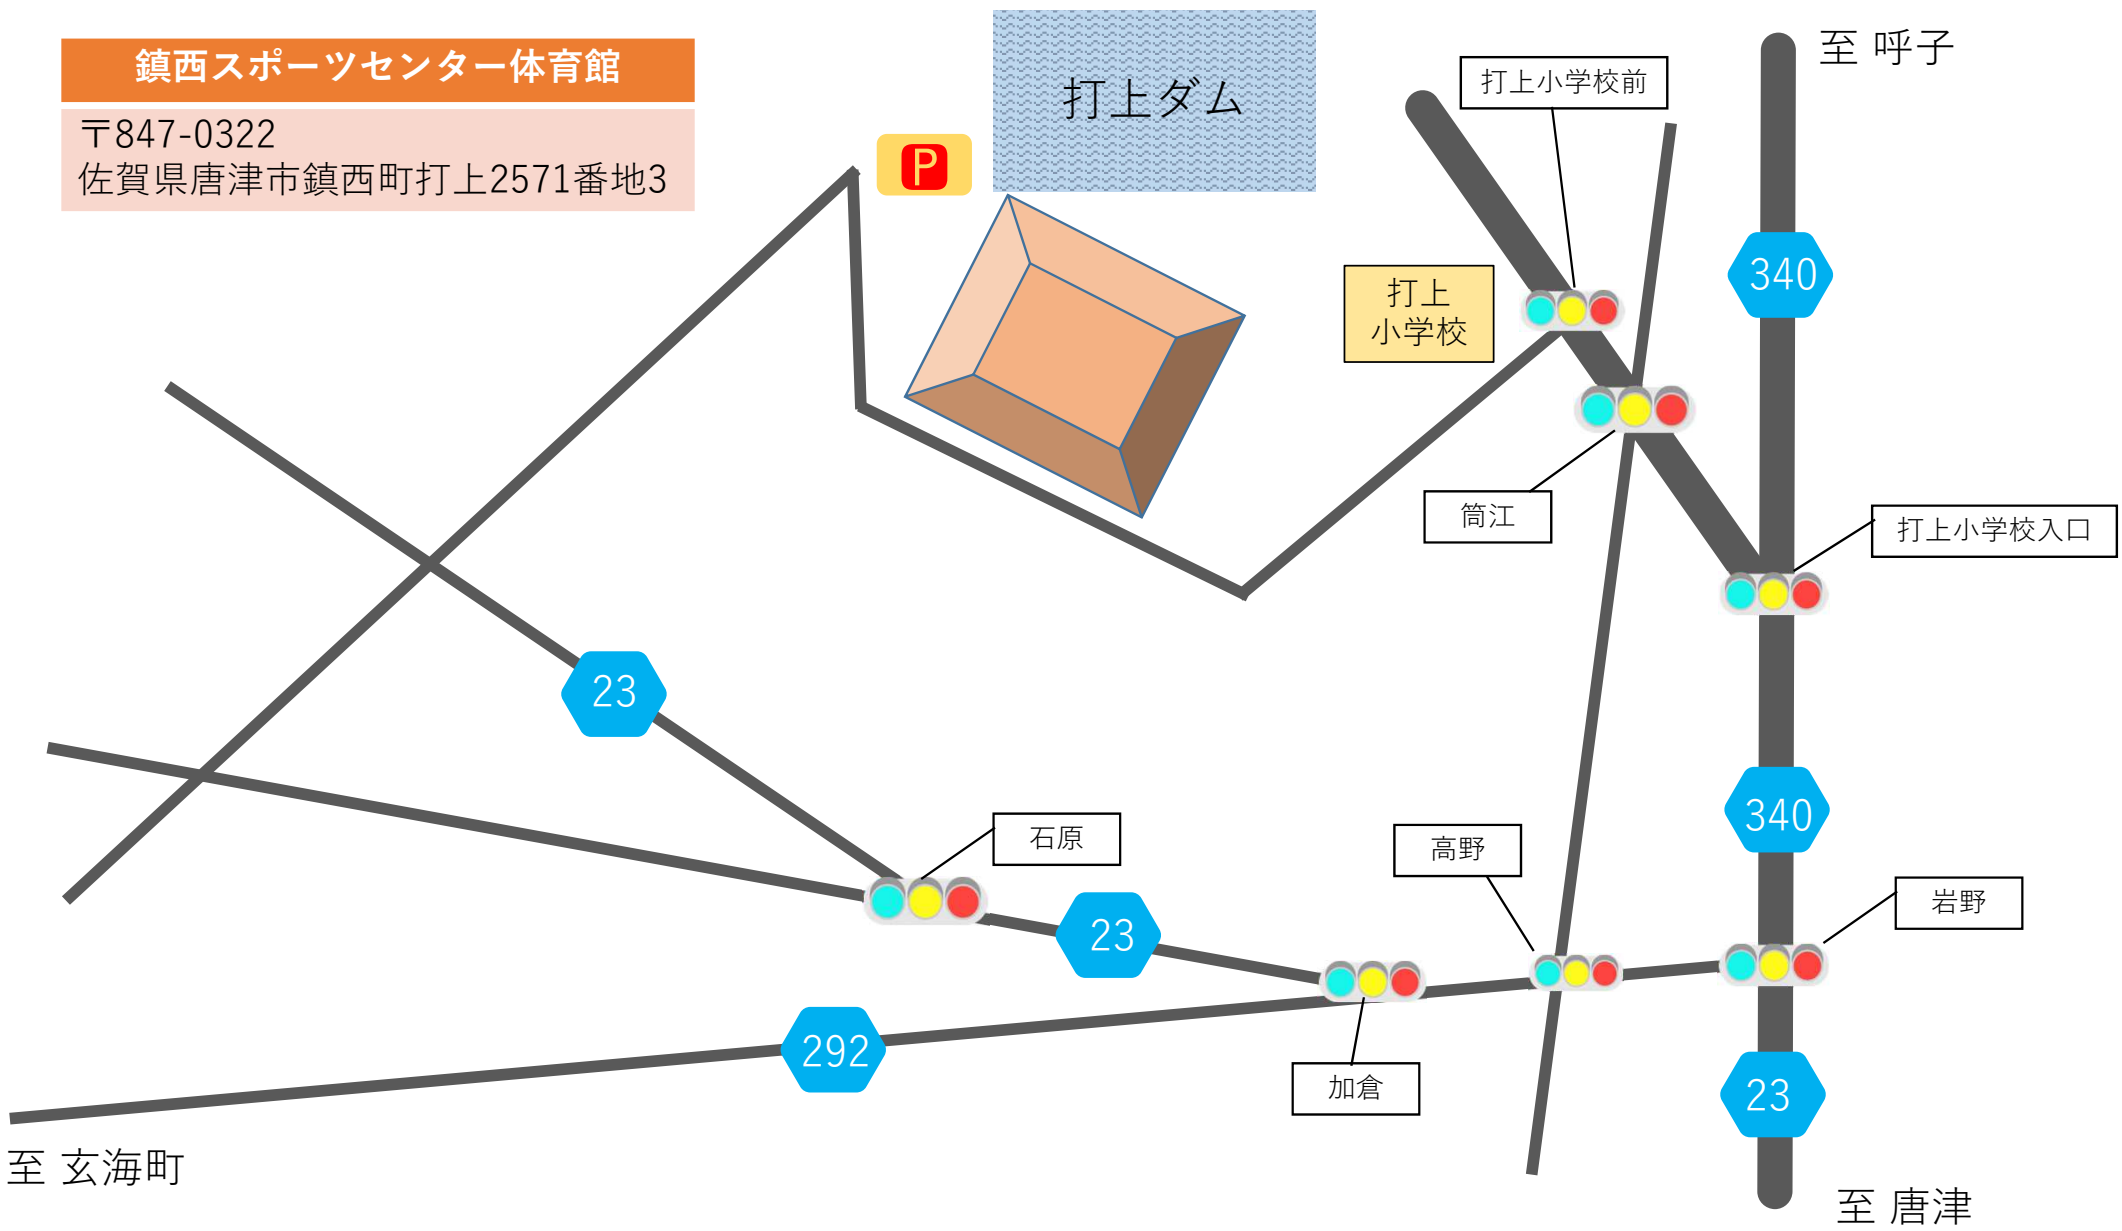 鎮西スポーツセンター体育館
〒847-0322
佐賀県唐津市鎮西町打上2571番地3
打上ダム
P
至 呼子
打上小学校前
340
打上
小学校
筒江
打上小学校入口
23
340
石原
高野
岩野
23
292
加倉
23
至 玄海町
至 唐津